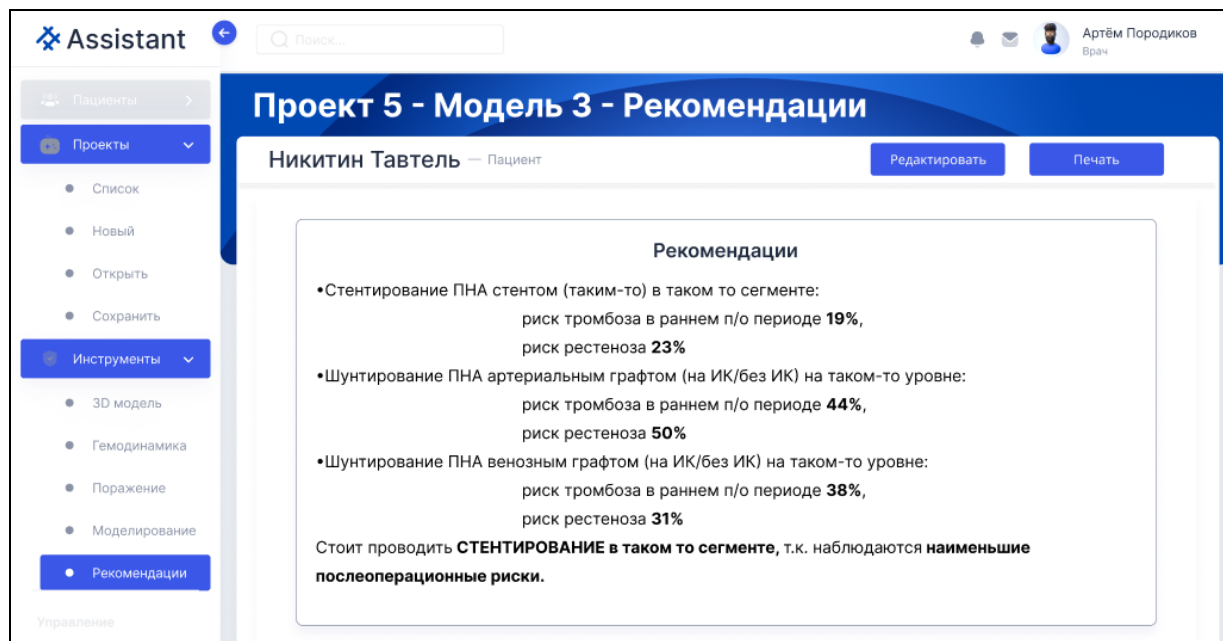 Assistant
Поиск...
Артём Породиков
Врач
Пациенты
Проекты
Список
Новый
Открыть
Сохранить
Инструменты
3D модель
Гемодинамика
Поражение
Моделирование
Рекомендации
Управление
Проект 5 - Модель 3 - Рекомендации
Никитин Тавтель — Пациент
Редактировать
Печать
Рекомендации
•Стентирование ПНА стентом (таким-то) в таком то сегменте:
риск тромбоза в раннем п/о периоде 19%,
риск рестеноза 23%
•Шунтирование ПНА артериальным графтом (на ИК/без ИК) на таком-то уровне:
риск тромбоза в раннем п/о периоде 44%,
риск рестеноза 50%
•Шунтирование ПНА венозным графтом (на ИК/без ИК) на таком-то уровне:
риск тромбоза в раннем п/о периоде 38%,
риск рестеноза 31%
Стоит проводить СТЕНТИРОВАНИЕ в таком то сегменте, т.к. наблюдаются наименьшие
послеоперационные риски.